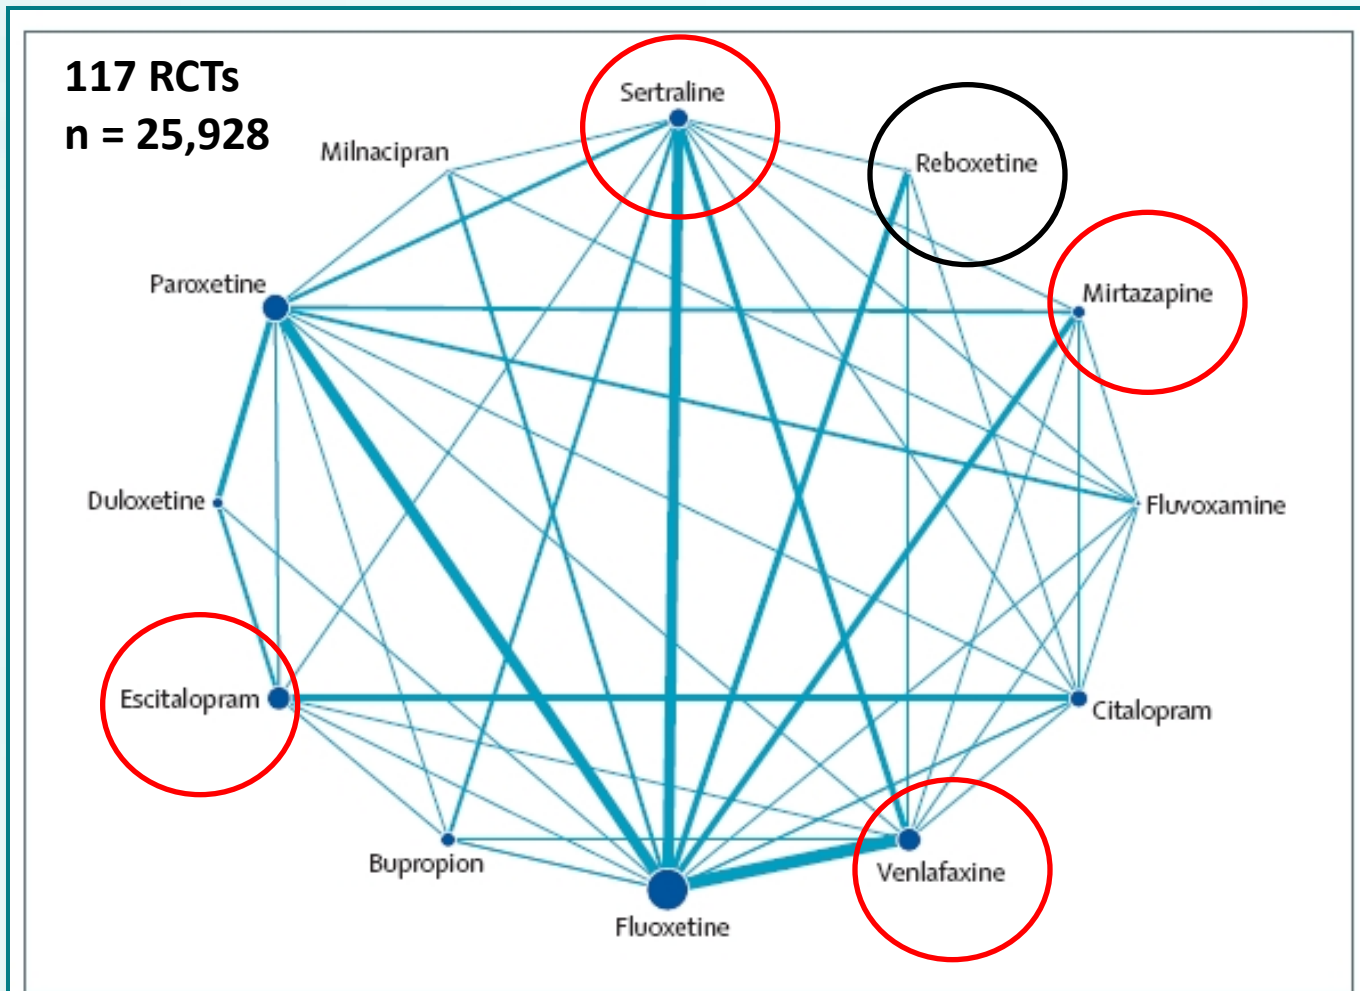 117 RCTs
n = 25,928
Sertraline
Milnacipran
Reboxetine
Paroxetine
Mirtazapine
Duloxetine
Fluvoxamine
Escitalopram
Citalopram
Bupropion
Venlafaxine
Fluoxetine